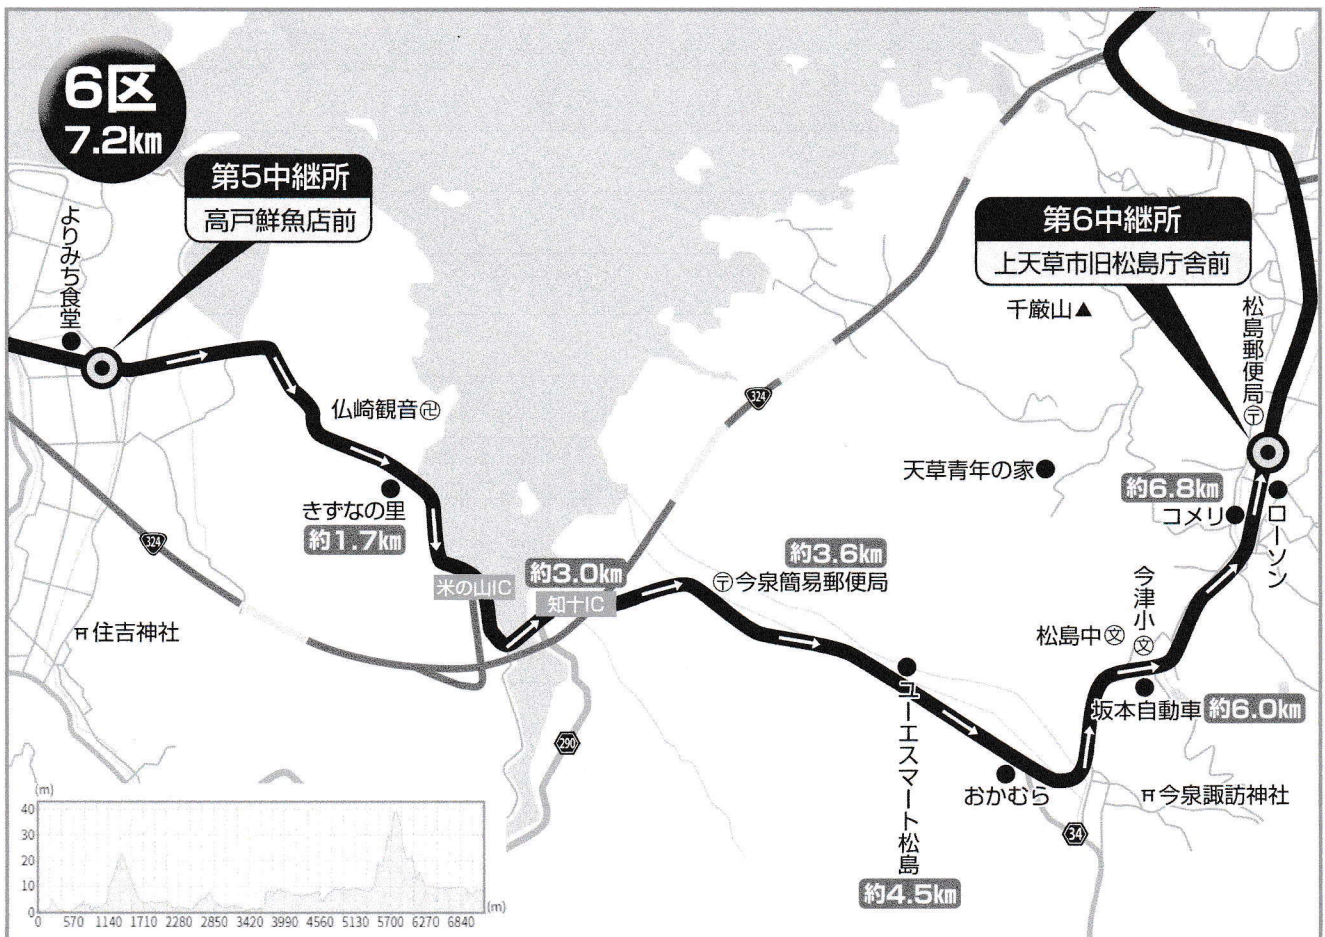 6区
7.2km
第5中継所
高戸鮮魚店前
よりみち食堂
第6中継所
上天草市旧松島庁舎前
千巌山▲
松島郵便局〒
324
仏崎観音卍
天草青年の家
きずなの里
約1.7km
約6.8km
コメリ
ローソン
324
米の山IC
約3.0km
知十IC
約3.6km
〒今泉簡易郵便局
住吉神社
今津小文
松島中文
坂本自動車
約6.0km
ユーエスマート松島
約4.5km
290
おかむら
今泉諏訪神社
34
(m)
40
30
20
10
0
0 570 1140 1710 2280 2850 3420 3990 4560 5130 5700 6270 6840
(m)